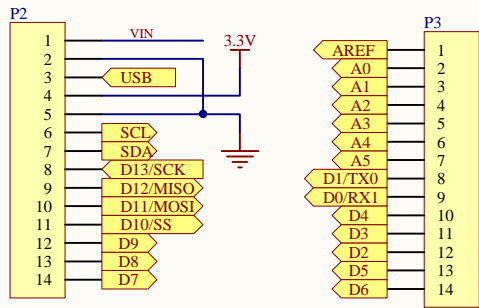 P2
1 VIN
2
3 USB
4
5
6 SCL
7 SDA
8 D13/SCK
9 D12/MISO
10 D11/MOSI
11 D10/SS
12 D9
13 D8
14 D7
3.3V
P3
AREF 1
A0 2
A1 3
A2 4
A3 5
A4 6
A5 7
D1/TX0 8
D0/RX1 9
D4 10
D3 11
D2 12
D5 13
D6 14